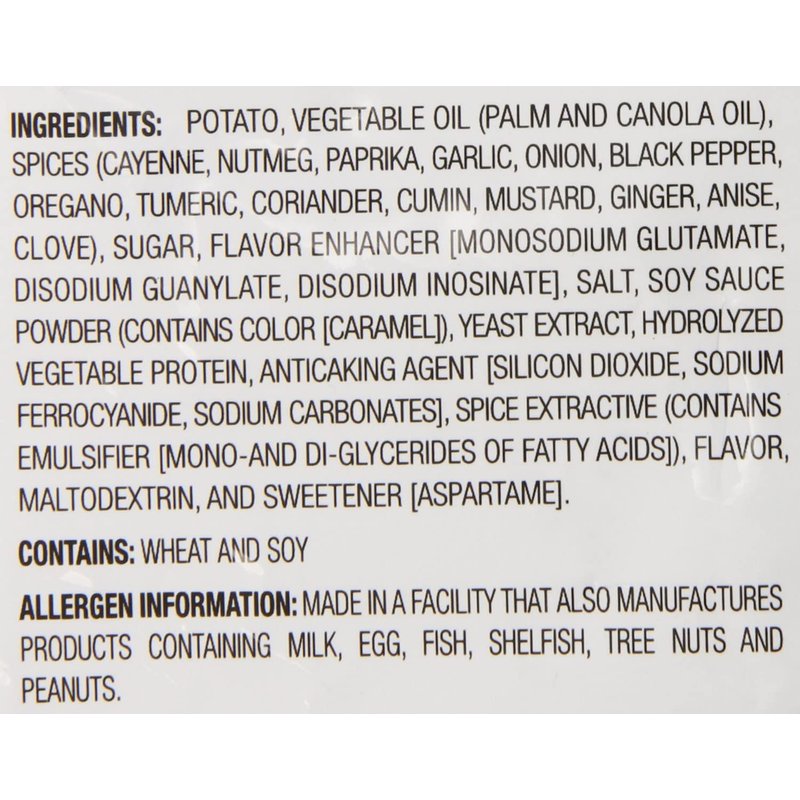 INGREDIENTS: POTATO, VEGETABLE OIL (PALM AND CANOLA OIL),
SPICES (CAYENNE, NUTMEG, PAPRIKA, GARLIC, ONION, BLACK PEPPER,
OREGANO, TUMERIC, CORIANDER, CUMIN, MUSTARD, GINGER, ANISE,
CLOVE), SUGAR, FLAVOR ENHANCER [MONOSODIUM GLUTAMATE,
DISODIUM GUANYLATE, DISODIUM INOSINATE], SALT, SOY SAUCE
POWDER (CONTAINS COLOR [CARAMEL]), YEAST EXTRACT, HYDROLYZED
VEGETABLE PROTEIN, ANTICAKING AGENT [SILICON DIOXIDE, SODIUM
FERROCYANIDE, SODIUM CARBONATES], SPICE EXTRACTIVE (CONTAINS
EMULSIFIER [MONO-AND DI-GLYCERIDES OF FATTY ACIDS]), FLAVOR,
MALTODEXTRIN, AND SWEETENER [ASPARTAME].
CONTAINS: WHEAT AND SOY
ALLERGEN INFORMATION: MADE IN A FACILITY THAT ALSO MANUFACTURES
PRODUCTS CONTAINING MILK, EGG, FISH, SHELFISH, TREE NUTS AND
PEANUTS.